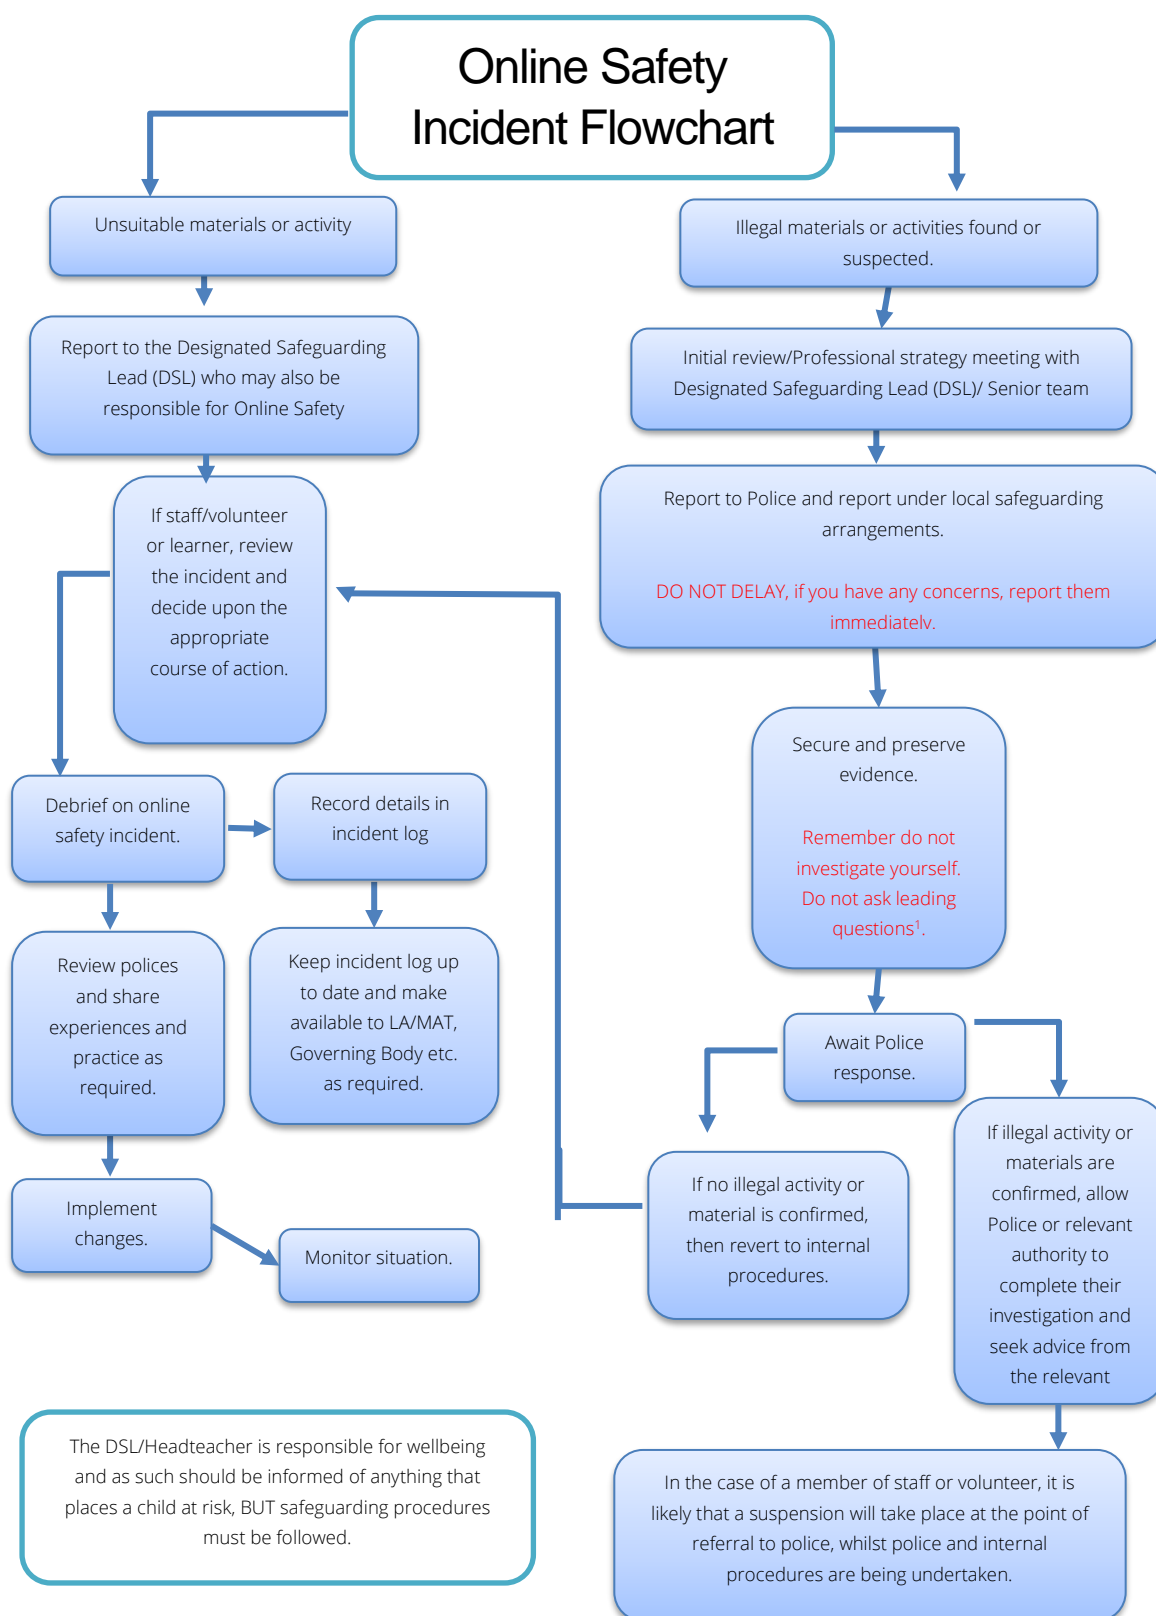 Online Safety
Incident Flowchart
Unsuitable materials or activity
Report to the Designated Safeguarding
Lead (DSL) who may also be
responsible for Online Safety
If staff/volunteer
or learner, review
the incident and
decide upon the
appropriate
course of action.
Debrief on online
safety incident.
Record details in
incident log
Review polices
and share
experiences and
practice as
required.
Keep incident log up
to date and make
available to LA/MAT,
Governing Body etc.
as required.
Implement
changes.
Monitor situation.
Illegal materials or activities found or
suspected.
Initial review/Professional strategy meeting with
Designated Safeguarding Lead (DSL)/ Senior team
Report to Police and report under local safeguarding
arrangements.
DO NOT DELAY, if you have any concerns, report them
immediately.
Secure and preserve
evidence.
Remember do not
investigate yourself.
Do not ask leading
questions¹.
Await Police
response.
If no illegal activity or
material is confirmed,
then revert to internal
procedures.
If illegal activity or
materials are
confirmed, allow
Police or relevant
authority to
complete their
investigation and
seek advice from
the relevant
In the case of a member of staff or volunteer, it is
likely that a suspension will take place at the point of
referral to police, whilst police and internal
procedures are being undertaken.
The DSL/Headteacher is responsible for wellbeing
and as such should be informed of anything that
places a child at risk, BUT safeguarding procedures
must be followed.